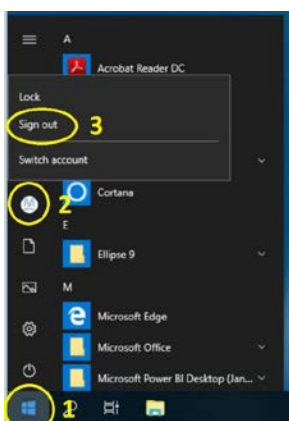 A
Acrobat Reader DC
Lock
Sign out 3
Switch account
2
Cortana
E
Ellipse 9
M
Microsoft Edge
Microsoft Office
Microsoft Power BI Desktop (Jan...
1